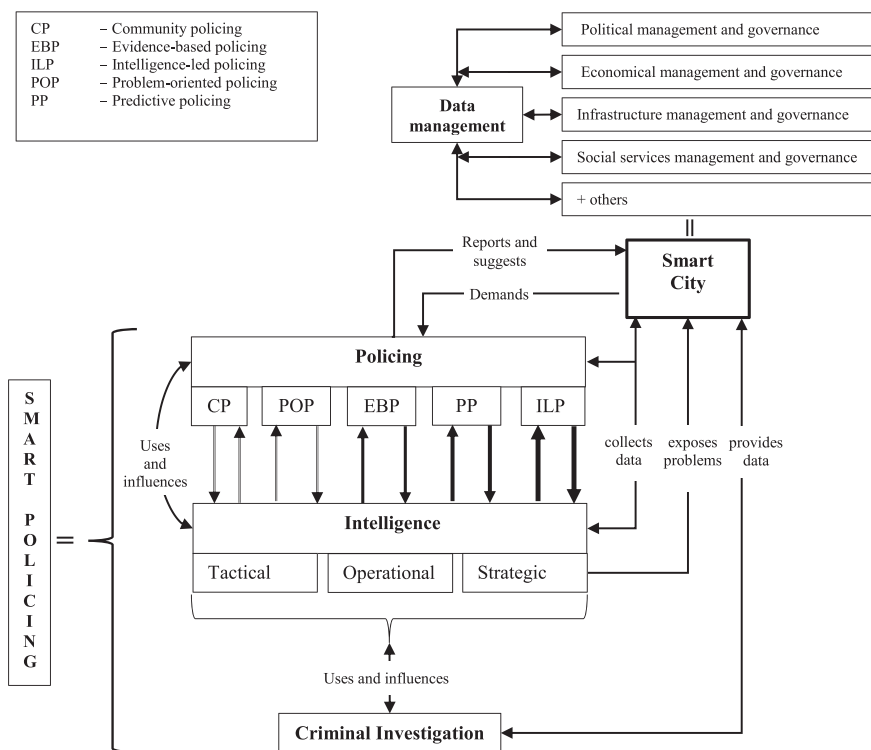 CP – Community policing
EBP – Evidence-based policing
ILP – Intelligence-led policing
POP – Problem-oriented policing
PP – Predictive policing
Political management and governance
Economical management and governance
Data
management
Infrastructure management and governance
Social services management and governance
+ others
=
Reports and
suggests
Smart
City
Demands
Policing
CP POP EBP PP ILP
Uses
and
influences
collects
data
exposes
problems
provides
data
Intelligence
Tactical Operational Strategic
SMART POLICING
=
Uses and influences
Criminal Investigation